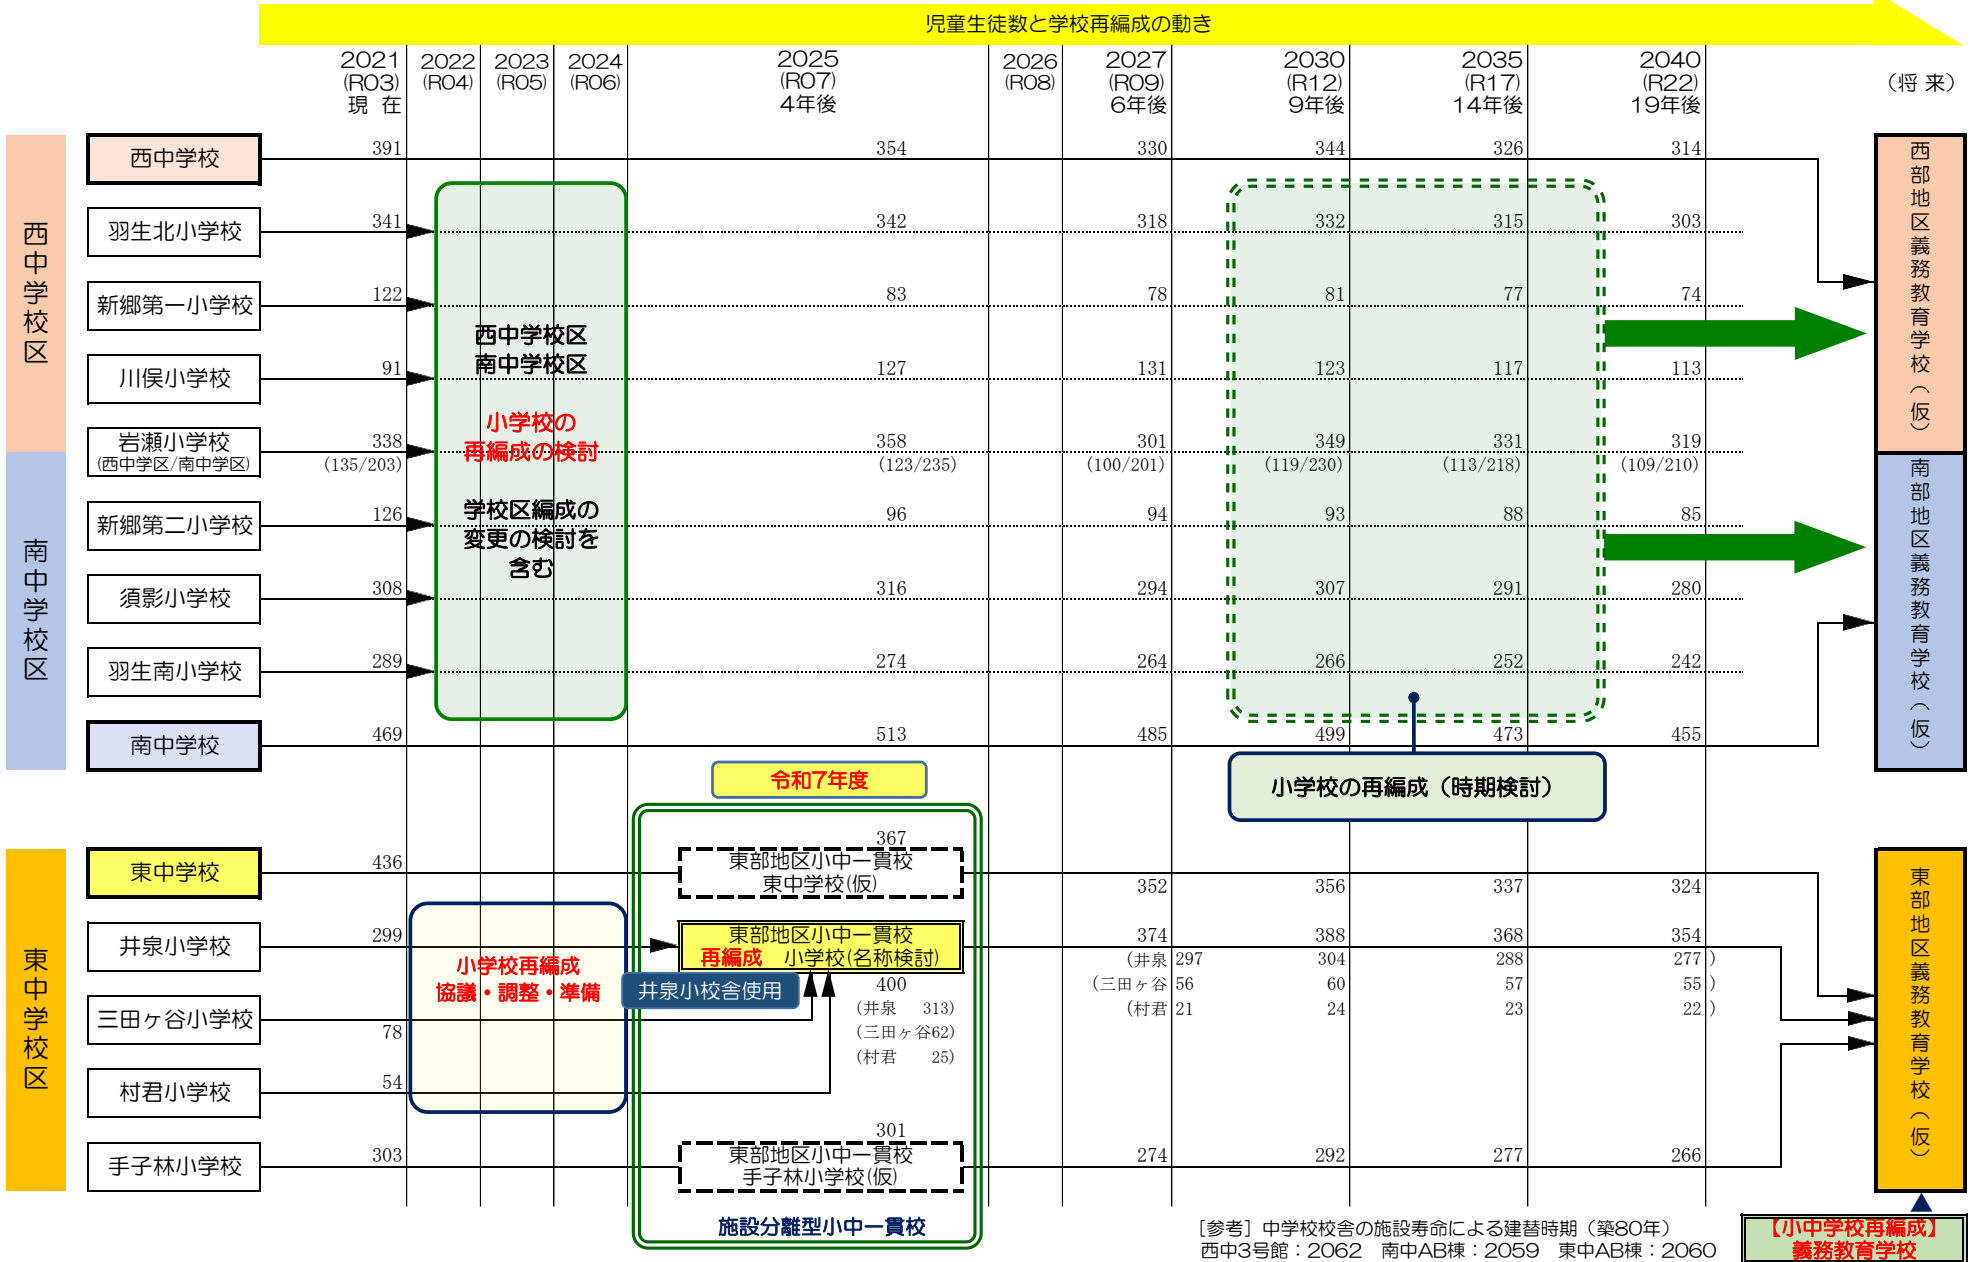 児童生徒数と学校再編成の動き
2021 2022 2023 2024 2025 2026 2027 2030 2035 2040
(R03) (R04) (R05) (R06) (R07) (R08) (R09) (R12) (R17) (R22) （将 来）
現 在 4年後 6年後 9年後 14年後 19年後
西中学校区
南中学校区
東中学校区
西中学校 391 354 330 344 326 314
羽生北小学校 341 342 318 332 315 303
新郷第一小学校 122 83 78 81 77 74
川俣小学校 91 127 131 123 117 113
岩瀬小学校 338 358 301 349 331 319
(西中学区/南中学区) (135/203) (123/235) (100/201) (119/230) (113/218) (109/210)
新郷第二小学校 126 96 94 93 88 85
須影小学校 308 316 294 307 291 280
羽生南小学校 289 274 264 266 252 242
南中学校 469 513 485 499 473 455
西中学校区
南中学校区
小学校の
再編成の検討
学校区編成の
変更の検討を
含む
小学校の再編成（時期検討）
西部地区義務教育学校（仮）
南部地区義務教育学校（仮）
令和7年度
367
東中学校 436 東部地区小中一貫校
東中学校(仮) 352 356 337 324
井泉小学校 299 東部地区小中一貫校 374 388 368 354
再編成 小学校(名称検討) (井泉 297 304 288 277 )
井泉小校舎使用 400 (三田ヶ谷 56 60 57 55 )
(井泉 313) (村君 21 24 23 22 )
三田ヶ谷小学校 78 (三田ヶ谷62)
(村君 25)
村君小学校 54
小学校再編成
協議・調整・準備
301
手子林小学校 303 東部地区小中一貫校 274 292 277 266
手子林小学校(仮)
施設分離型小中一貫校
東部地区義務教育学校（仮）
［参考］中学校校舎の施設寿命による建替時期（築80年）
西中3号館：2062 南中AB棟：2059 東中AB棟：2060
【小中学校再編成】
義務教育学校